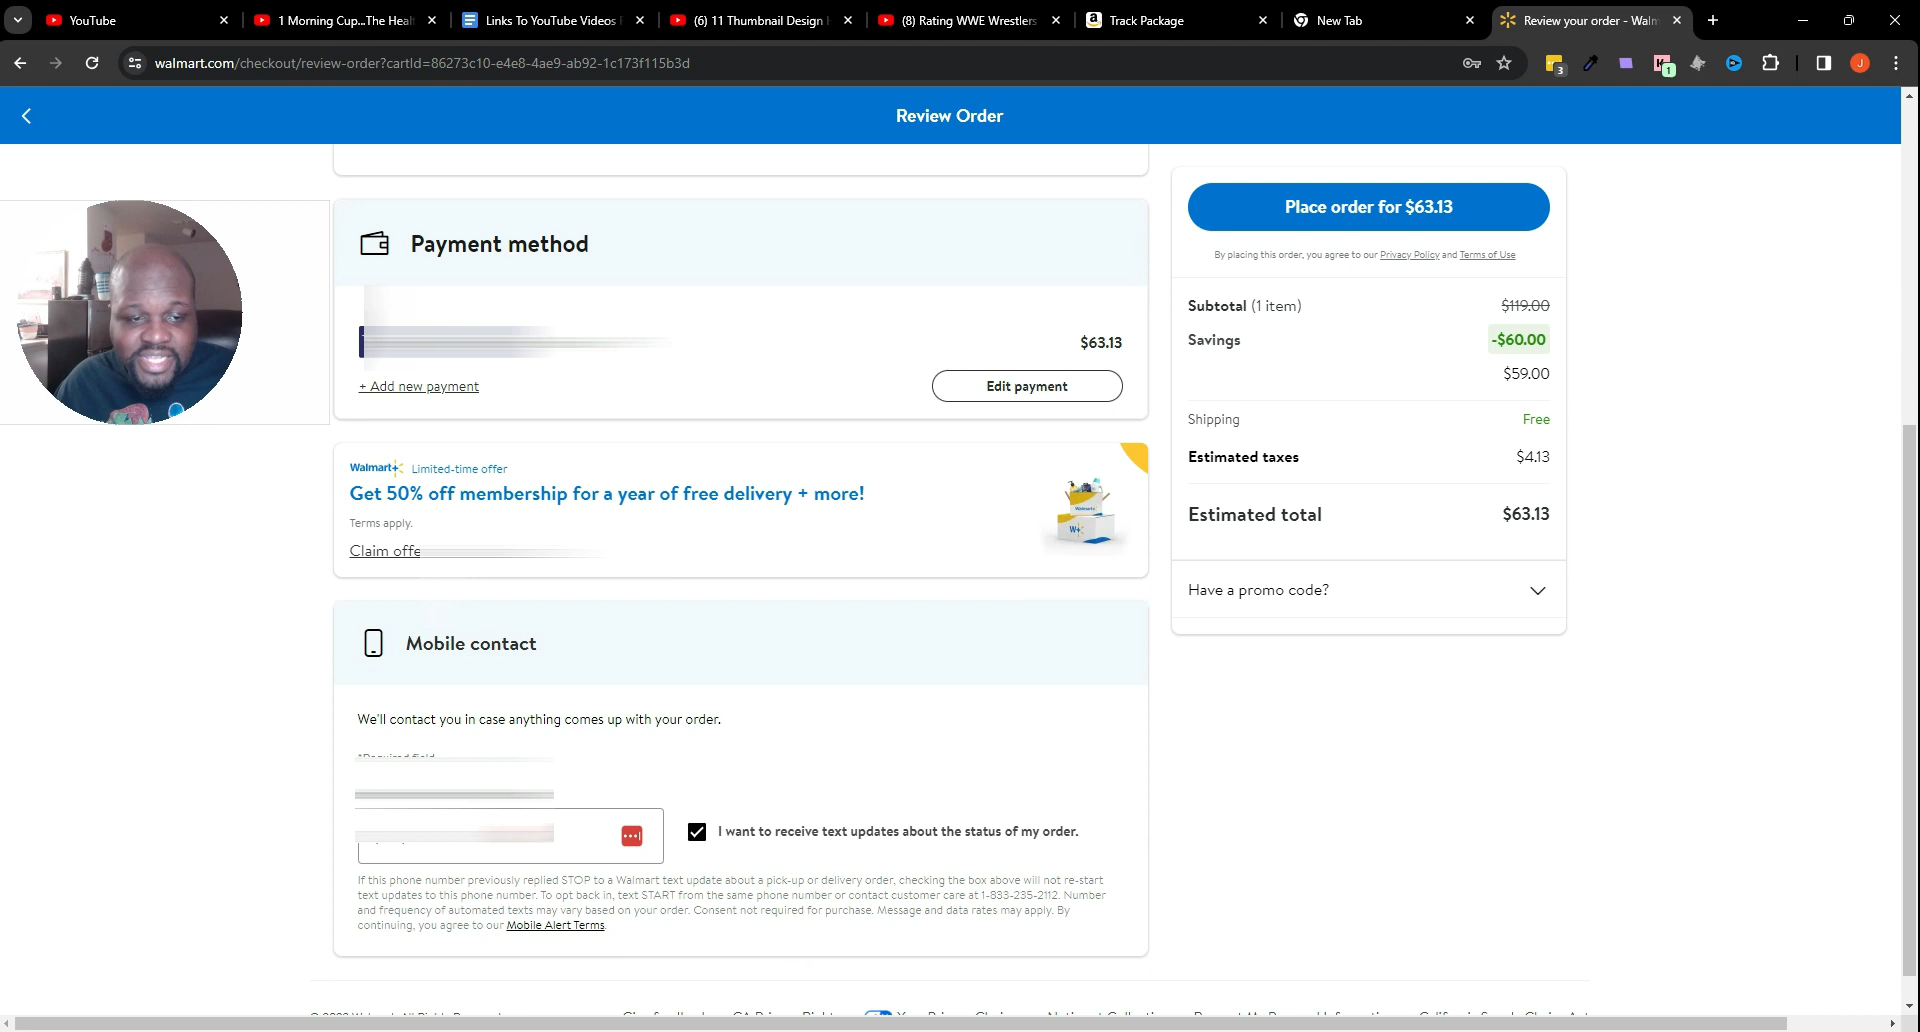 YouTube
1 Morning Cup...The Heal
Links To YouTube Videos
(6) 11 Thumbnail Design
(8) Rating WWE Wrestlers
Track Package
New Tab
Review your order - Walm
walmart.com/checkout/review-order?cartId=86273c10-e4e8-4ae9-ab92-1c173f115b3d
3
1
J
Review Order
Payment method
$63.13
+ Add new payment
Edit payment
Walmart+ Limited-time offer
Get 50% off membership for a year of free delivery + more!
Terms apply.
Claim offe
Walmart
W+
Mobile contact
We'll contact you in case anything comes up with your order.
*Required field
I want to receive text updates about the status of my order.
If this phone number previously replied STOP to a Walmart text update about a pick-up or delivery order, checking the box above will not re-start
text updates to this phone number. To opt back in, text START from the same phone number or contact customer care at 1-833-235-2112. Number
and frequency of automated texts may vary based on your order. Consent not required for purchase. Message and data rates may apply. By
continuing, you agree to our Mobile Alert Terms.
Place order for $63.13
By placing this order, you agree to our Privacy Policy and Terms of Use
Subtotal (1 item) $119.00
Savings -$60.00
$59.00
Shipping Free
Estimated taxes $4.13
Estimated total $63.13
Have a promo code?